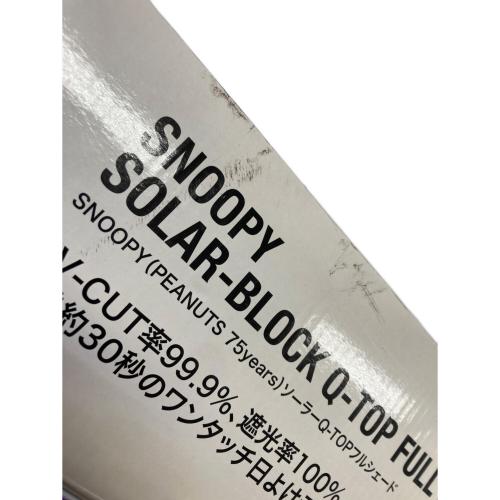 SNOOPY
SOLAR-BLOCK Q-TOP FULL
SNOOPY(PEANUTS 75years)ソーラーQ-TOPフルシェード
V-CUT率99.9%、遮光率100%
約30秒のワンタッチ日よけ